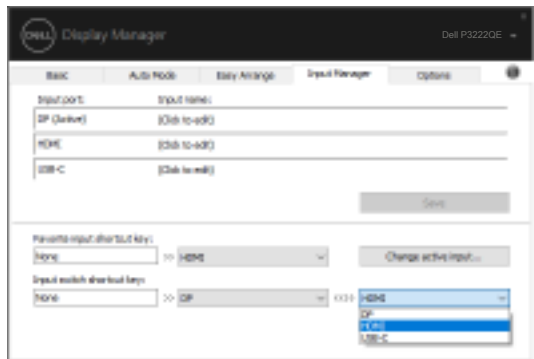 DELL Display Manager Dell P3222QE
Basic Auto Mode Easy Arrange Input Manager Options
Input port: Input name:
DP (Active) (Click to edit)
HDMI (Click to edit)
USB-C (Click to edit)
Save
Favorite input shortcut key:
None >> HDMI Change active input...
Input switch shortcut key:
None >> DP <<>> HDMI
DP
HDMI
USB-C